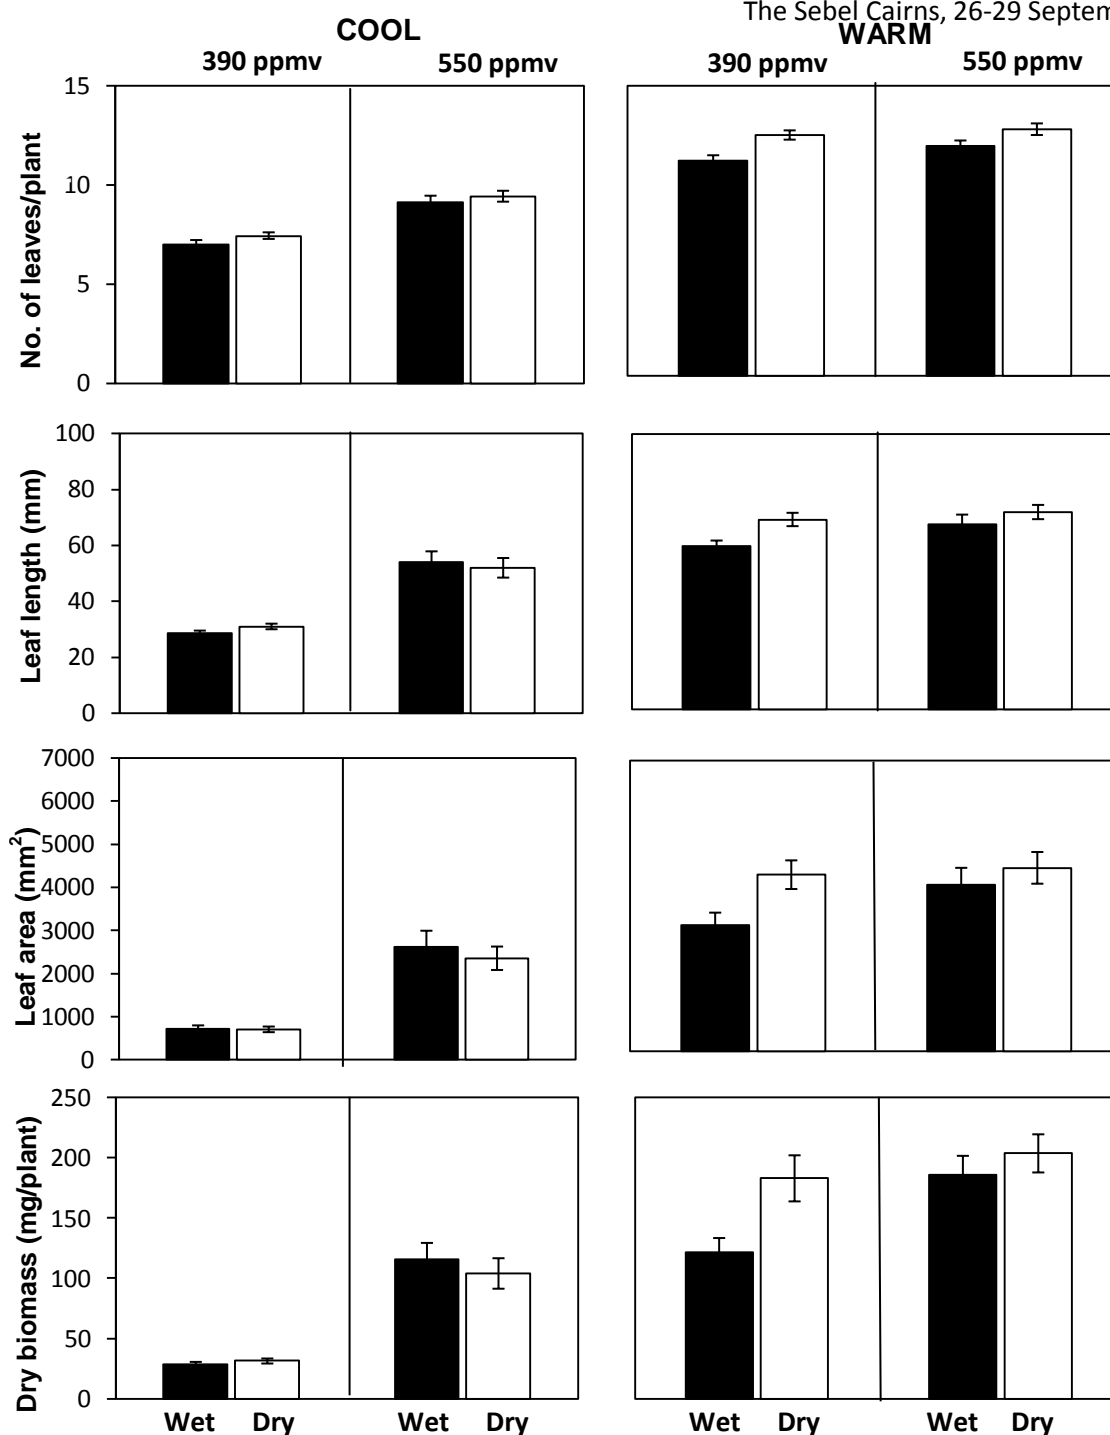 The Sebel Cairns, 26-29 Septem
COOL
WARM
390 ppmv 550 ppmv 390 ppmv 550 ppmv
No. of leaves/plant
15
10
5
0
Leaf length (mm)
100
80
60
40
20
0
Leaf area (mm²)
7000
6000
5000
4000
3000
2000
1000
0
Dry biomass (mg/plant)
250
200
150
100
50
0
Wet Dry Wet Dry Wet Dry Wet Dry